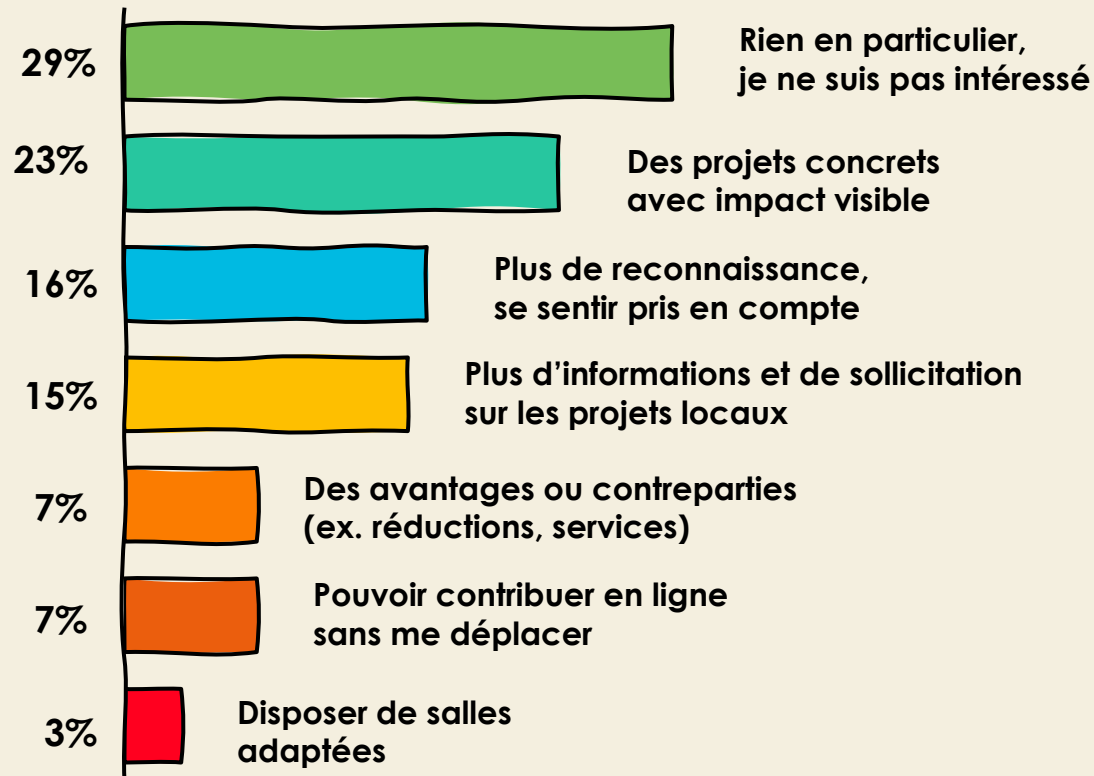 29%
Rien en particulier,
je ne suis pas intéressé
23%
Des projets concrets
avec impact visible
16%
Plus de reconnaissance,
se sentir pris en compte
15%
Plus d’informations et de sollicitation
sur les projets locaux
7%
Des avantages ou contreparties
(ex. réductions, services)
7%
Pouvoir contribuer en ligne
sans me déplacer
3%
Disposer de salles
adaptées